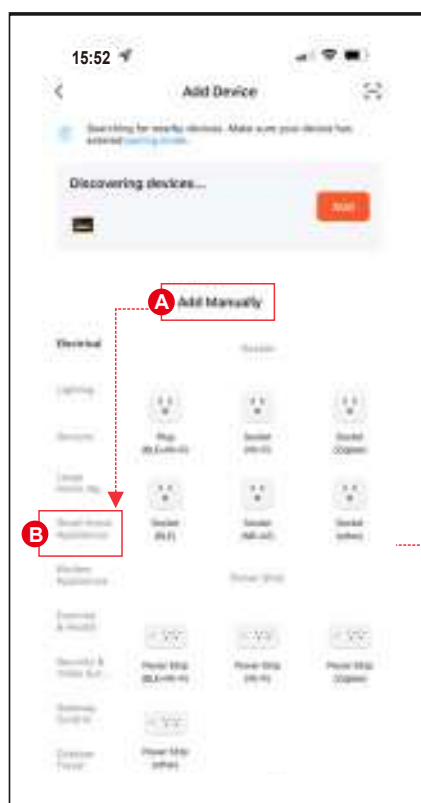 15:52
Add Device
Searching for nearby devices. Make sure your device has
entered pairing mode.
Discovering devices...
Add
A
Add Manually
Electrical
Socket
Lighting
Sensors
Plug
(BLE+Wi-Fi)
Socket
(Wi-Fi)
Socket
(Zigbee)
Large
Home
B
Small Home
Appliances
Socket
(BLE)
Socket
(NB-IoT)
Socket
(other)
Kitchen
Appliances
Power Strip
Exercise
& Health
Security &
Video
Power Strip
(BLE+Wi-Fi)
Power Strip
(Wi-Fi)
Power Strip
(Zigbee)
Gateway
Control
Outdoor
Travel
Power Strip
(other)